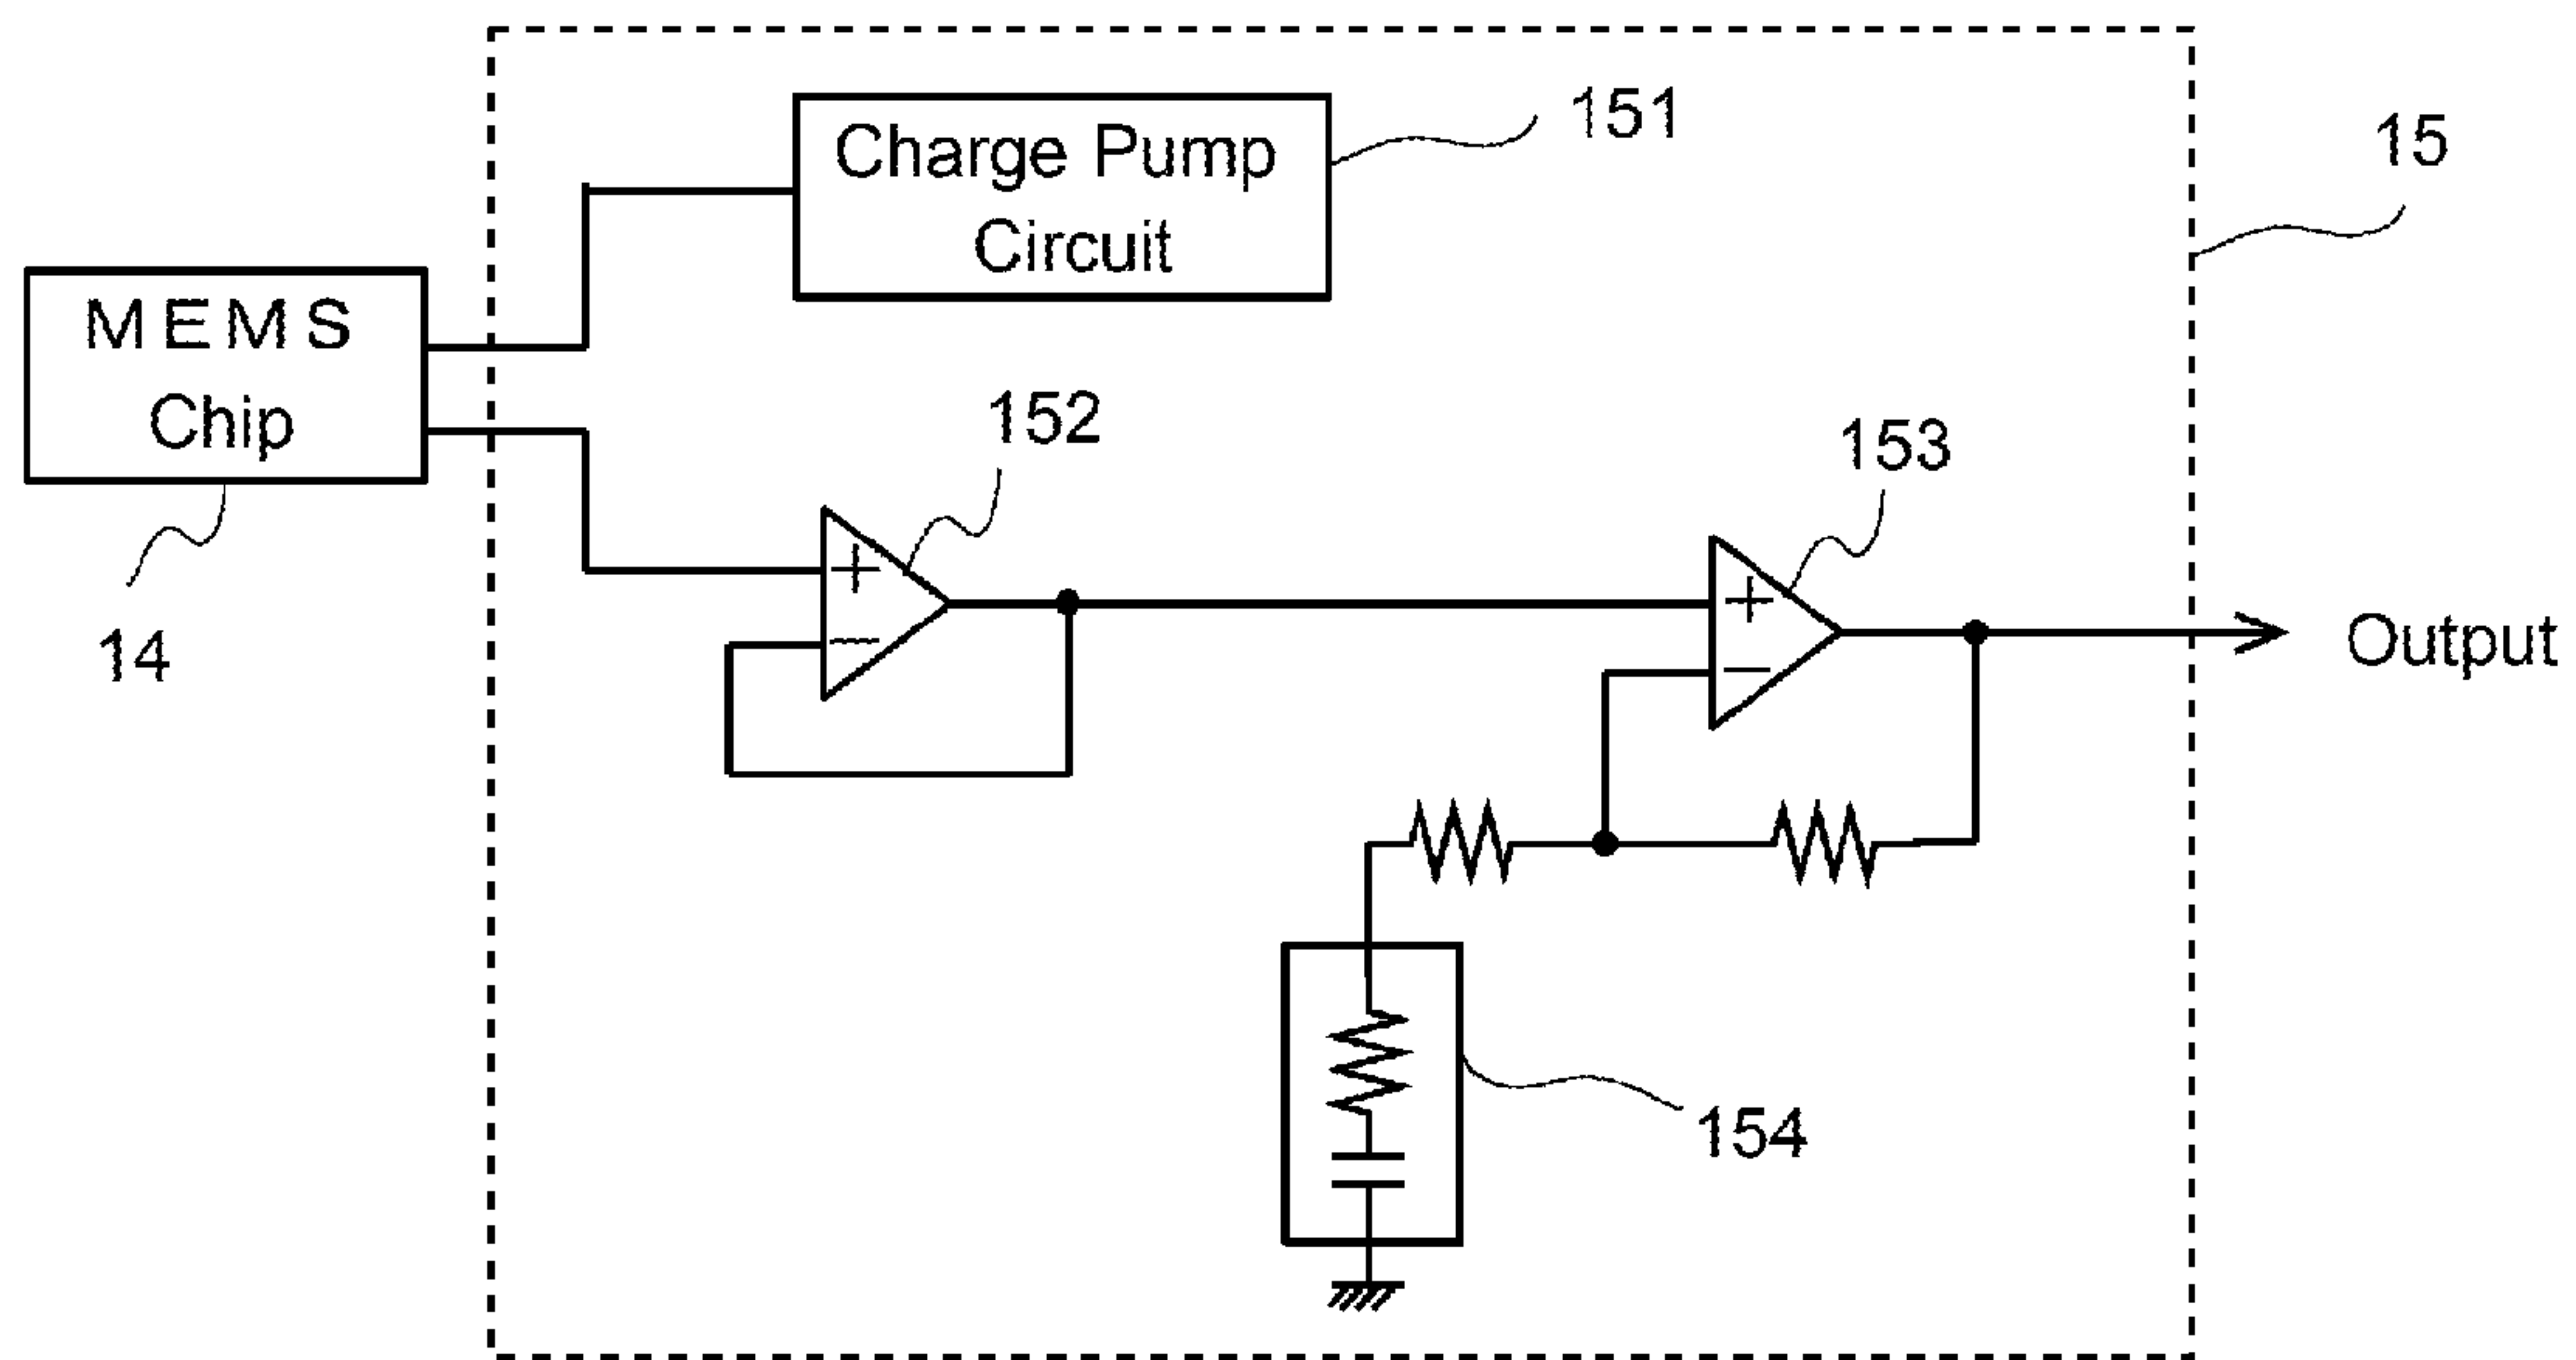 Charge Pump
Circuit
151
15
MEMS
Chip
14
152
153
+
−
+
−
Output
154